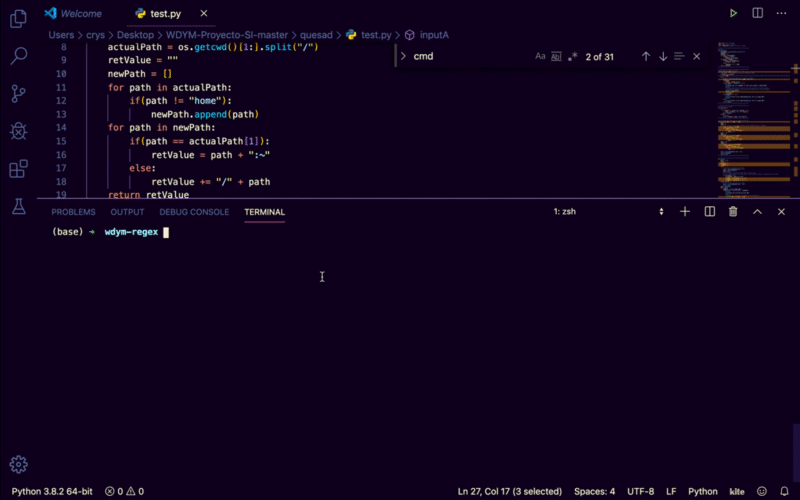 Welcome test.py
Users > crys > Desktop > WDYM-Proyecto-SI-master > quesad > test.py > inputA
8 actualPath = os.getcwd()[1:].split("/")
cmd Aa Abl .* 2 of 31
9 retValue = ""
10 newPath = []
11 for path in actualPath:
12 if(path != "home"):
13 newPath.append(path)
14 for path in newPath:
15 if(path == actualPath[1]):
16 retValue = path + ":~"
17 else:
18 retValue += "/" + path
19 return retValue
PROBLEMS OUTPUT DEBUG CONSOLE TERMINAL 1: zsh
(base) ➜ wdym-regex
Python 3.8.2 64-bit 0 0 Ln 27, Col 17 (3 selected) Spaces: 4 UTF-8 LF Python kite